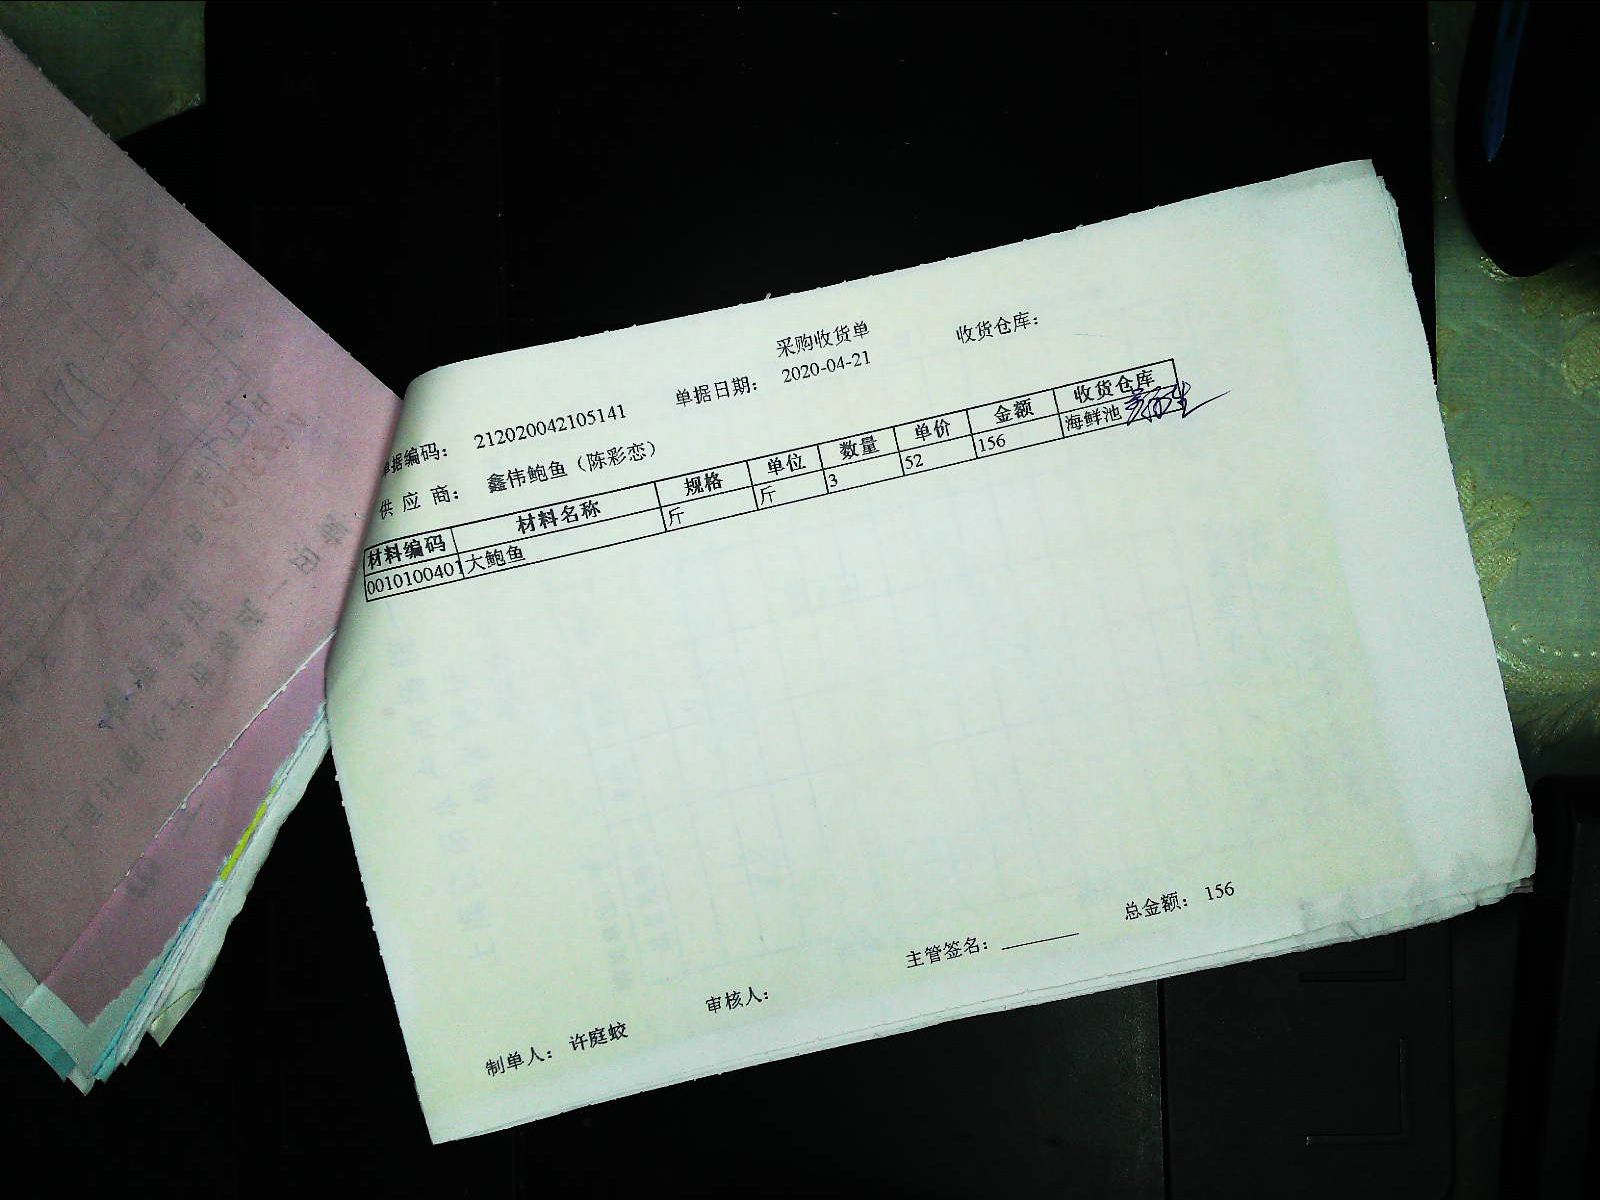 采购收货单
单据编码： 212020042105141 单据日期： 2020-04-21 收货仓库：
供 应 商： 鑫伟鲍鱼（陈彩恋）
材料编码 材料名称 规格 单位 数量 单价 金额 收货仓库
0010100401 大鲍鱼 斤 斤 3 52 156 海鲜池
制单人： 许庭蛟 审核人： 主管签名： 总金额： 156